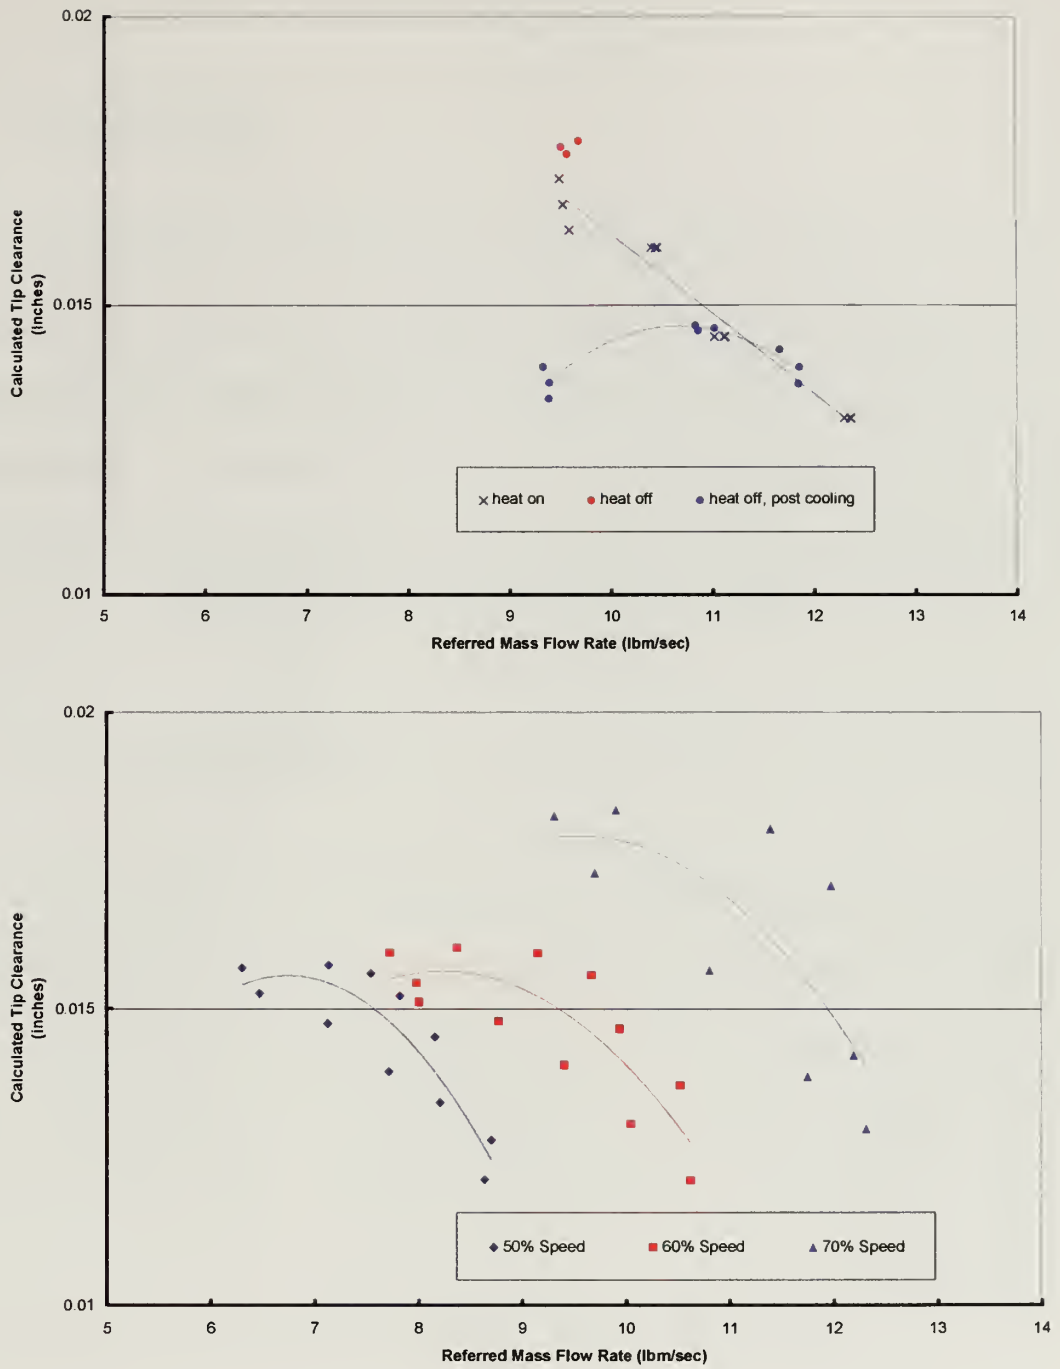 0.02
0.015
0.01
Calculated Tip Clearance
(inches)
× heat on
heat off
heat off, post cooling
5 6 7 8 9 10 11 12 13 14
Referred Mass Flow Rate (lbm/sec)
0.02
0.015
0.01
Calculated Tip Clearance
(inches)
50% Speed
60% Speed
70% Speed
5 6 7 8 9 10 11 12 13 14
Referred Mass Flow Rate (lbm/sec)